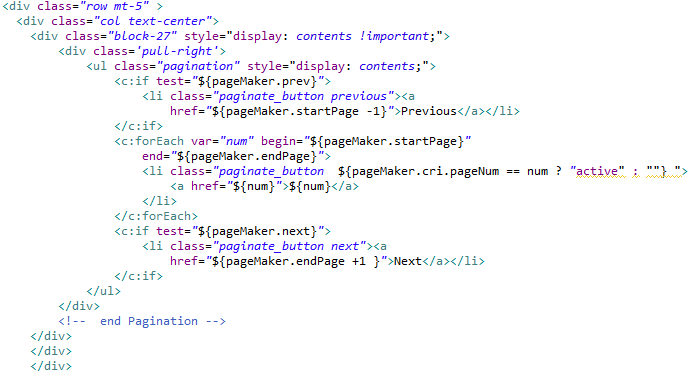 <div class="row mt-5" >
<div class="col text-center">
<div class="block-27" style="display: contents !important;">
<div class='pull-right'>
<ul class="pagination" style="display: contents;">
<c:if test="${pageMaker.prev}">
<li class="paginate_button previous"><a
href="${pageMaker.startPage -1}">Previous</a></li>
</c:if>
<c:forEach var="num" begin="${pageMaker.startPage}"
end="${pageMaker.endPage}">
<li class="paginate_button  ${pageMaker.cri.pageNum == num ? "active" : ""} ">
<a href="${num}">${num}</a>
</li>
</c:forEach>
<c:if test="${pageMaker.next}">
<li class="paginate_button next"><a
href="${pageMaker.endPage +1 }">Next</a></li>
</c:if>
</ul>
</div>
<!--  end Pagination -->
</div>
</div>
</div>